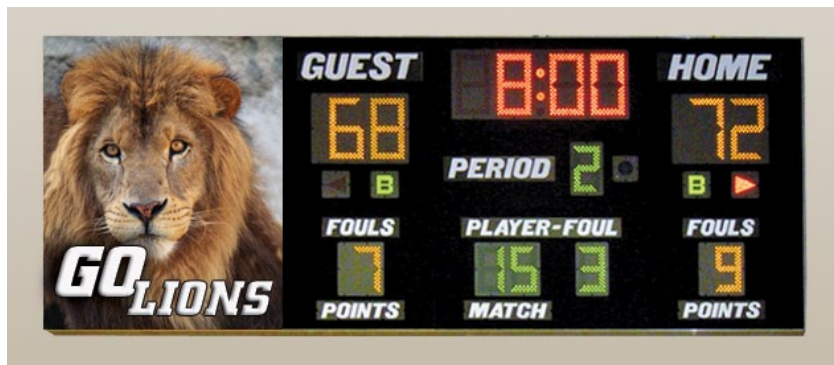 GUEST
8:00
HOME
68
72
PERIOD 2
B
B
FOULS
PLAYER-FOUL
FOULS
7
15 3
9
POINTS
MATCH
POINTS
GO
LIONS